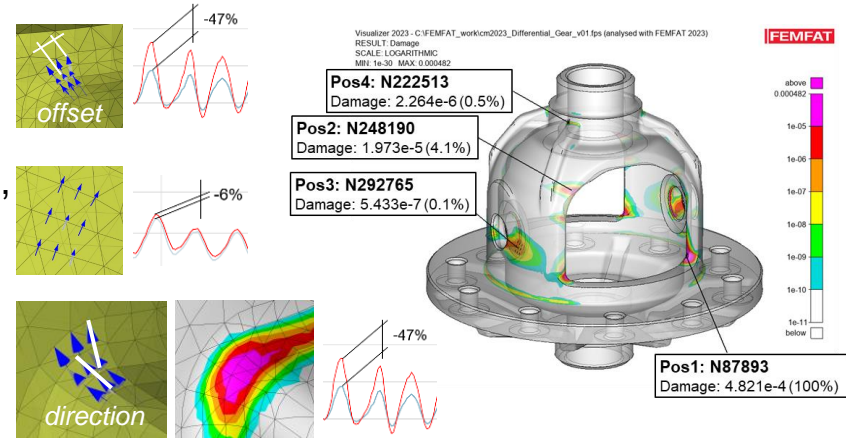 -47%
offset
,
-6%
-47%
direction
Visualizer 2023 - C:\FEMFAT_work\cm2023_Differential_Gear_v01.fps (analysed with FEMFAT 2023)
RESULT: Damage
SCALE: LOGARITHMIC
MIN: 1e-30 MAX: 0.000482
FEMFAT
Pos4: N222513
Damage: 2.264e-6 (0.5%)
Pos2: N248190
Damage: 1.973e-5 (4.1%)
Pos3: N292765
Damage: 5.433e-7 (0.1%)
above
0.000482
1e-05
1e-06
1e-07
1e-08
1e-09
1e-10
1e-11
below
Pos1: N87893
Damage: 4.821e-4 (100%)